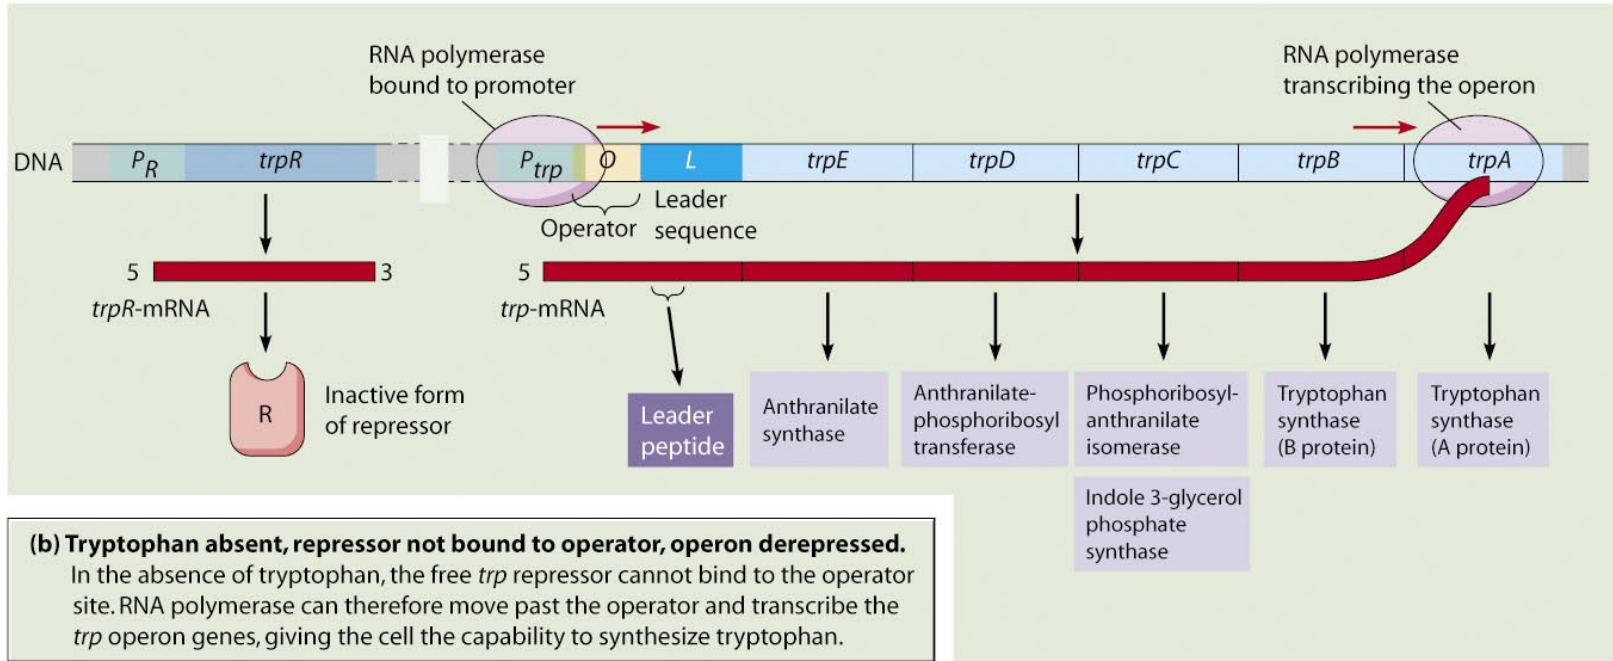 RNA polymerase
bound to promoter
RNA polymerase
transcribing the operon
DNA
P R
trpR
P trp
O
L
trpE
trpD
trpC
trpB
trpA
Operator
Leader
sequence
5
3
trpR-mRNA
5
trp-mRNA
R
Inactive form
of repressor
Leader
peptide
Anthranilate
synthase
Anthranilate-
phosphoribosyl
transferase
Phosphoribosyl-
anthranilate
isomerase
Indole 3-glycerol
phosphate
synthase
Tryptophan
synthase
(B protein)
Tryptophan
synthase
(A protein)
(b) Tryptophan absent, repressor not bound to operator, operon derepressed.
In the absence of tryptophan, the free trp repressor cannot bind to the operator
site. RNA polymerase can therefore move past the operator and transcribe the
trp operon genes, giving the cell the capability to synthesize tryptophan.